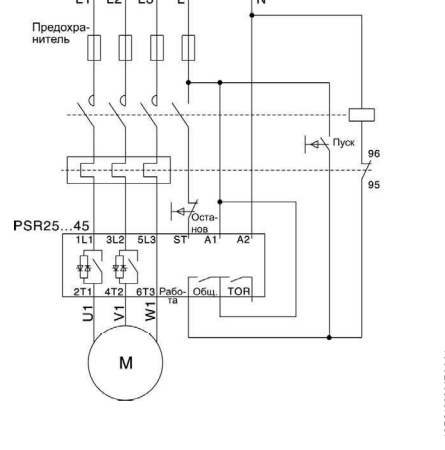 L1 L2 L3 L N
Предохра-
нитель
Пуск
96
95
Оста-
нов
PSR25...45
1L1 3L2 5L3 ST A1 A2
2T1 4T2 6T3 Рабо-
та Общ. TOR
U1 V1 W1
M